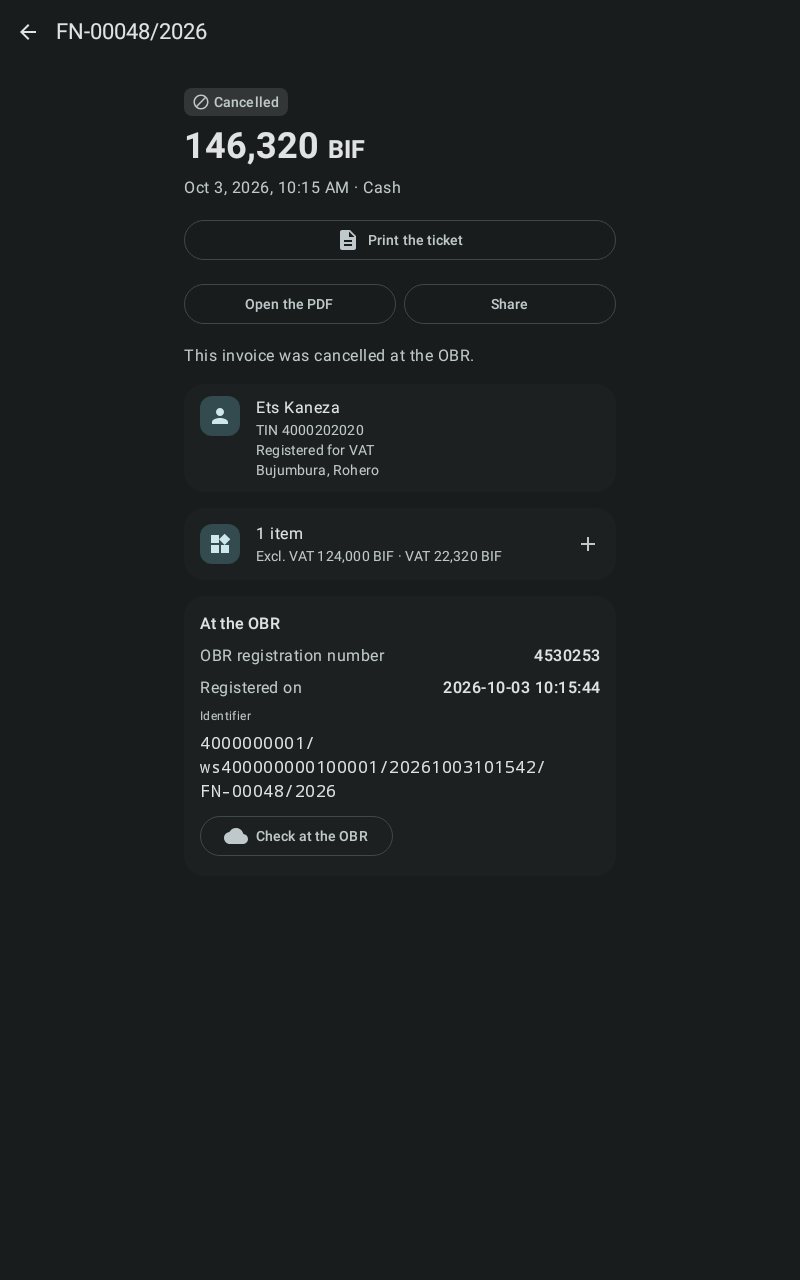 FN-00048/2026
Cancelled
146,320 BIF
Oct 3, 2026, 10:15 AM · Cash
Print the ticket
Open the PDF
Share
This invoice was cancelled at the OBR.
Ets Kaneza
TIN 4000202020
Registered for VAT
Bujumbura, Rohero
1 item
Excl. VAT 124,000 BIF · VAT 22,320 BIF
At the OBR
OBR registration number 4530253
Registered on 2026-10-03 10:15:44
Identifier
4000000001/
ws400000000100001/20261003101542/
FN-00048/2026
Check at the OBR